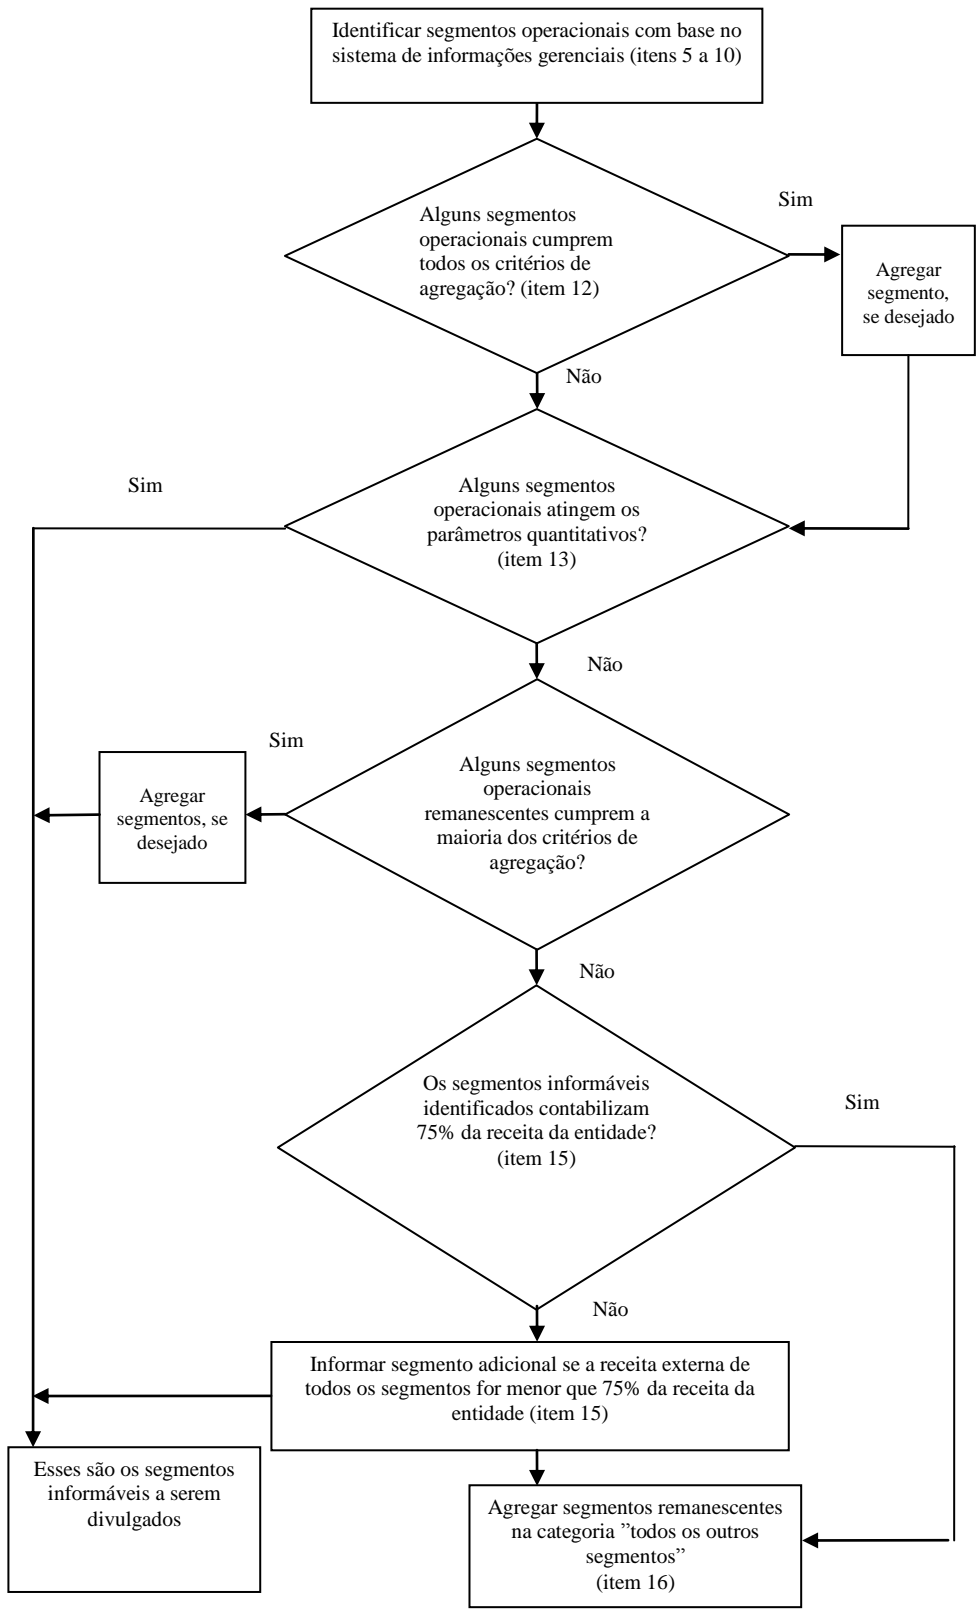 Identificar segmentos operacionais com base no
sistema de informações gerenciais (itens 5 a 10)
Sim
Alguns segmentos
operacionais cumprem
todos os critérios de
agregação? (item 12)
Agregar
segmento,
se desejado
Não
Sim
Alguns segmentos
operacionais atingem os
parâmetros quantitativos?
(item 13)
Não
Sim
Alguns segmentos
operacionais
remanescentes cumprem a
maioria dos critérios de
agregação?
Agregar
segmentos, se
desejado
Não
Os segmentos informáveis
identificados contabilizam
75% da receita da entidade?
(item 15)
Sim
Não
Informar segmento adicional se a receita externa de
todos os segmentos for menor que 75% da receita da
entidade (item 15)
Esses são os segmentos
informáveis a serem
divulgados
Agregar segmentos remanescentes
na categoria ”todos os outros
segmentos”
(item 16)